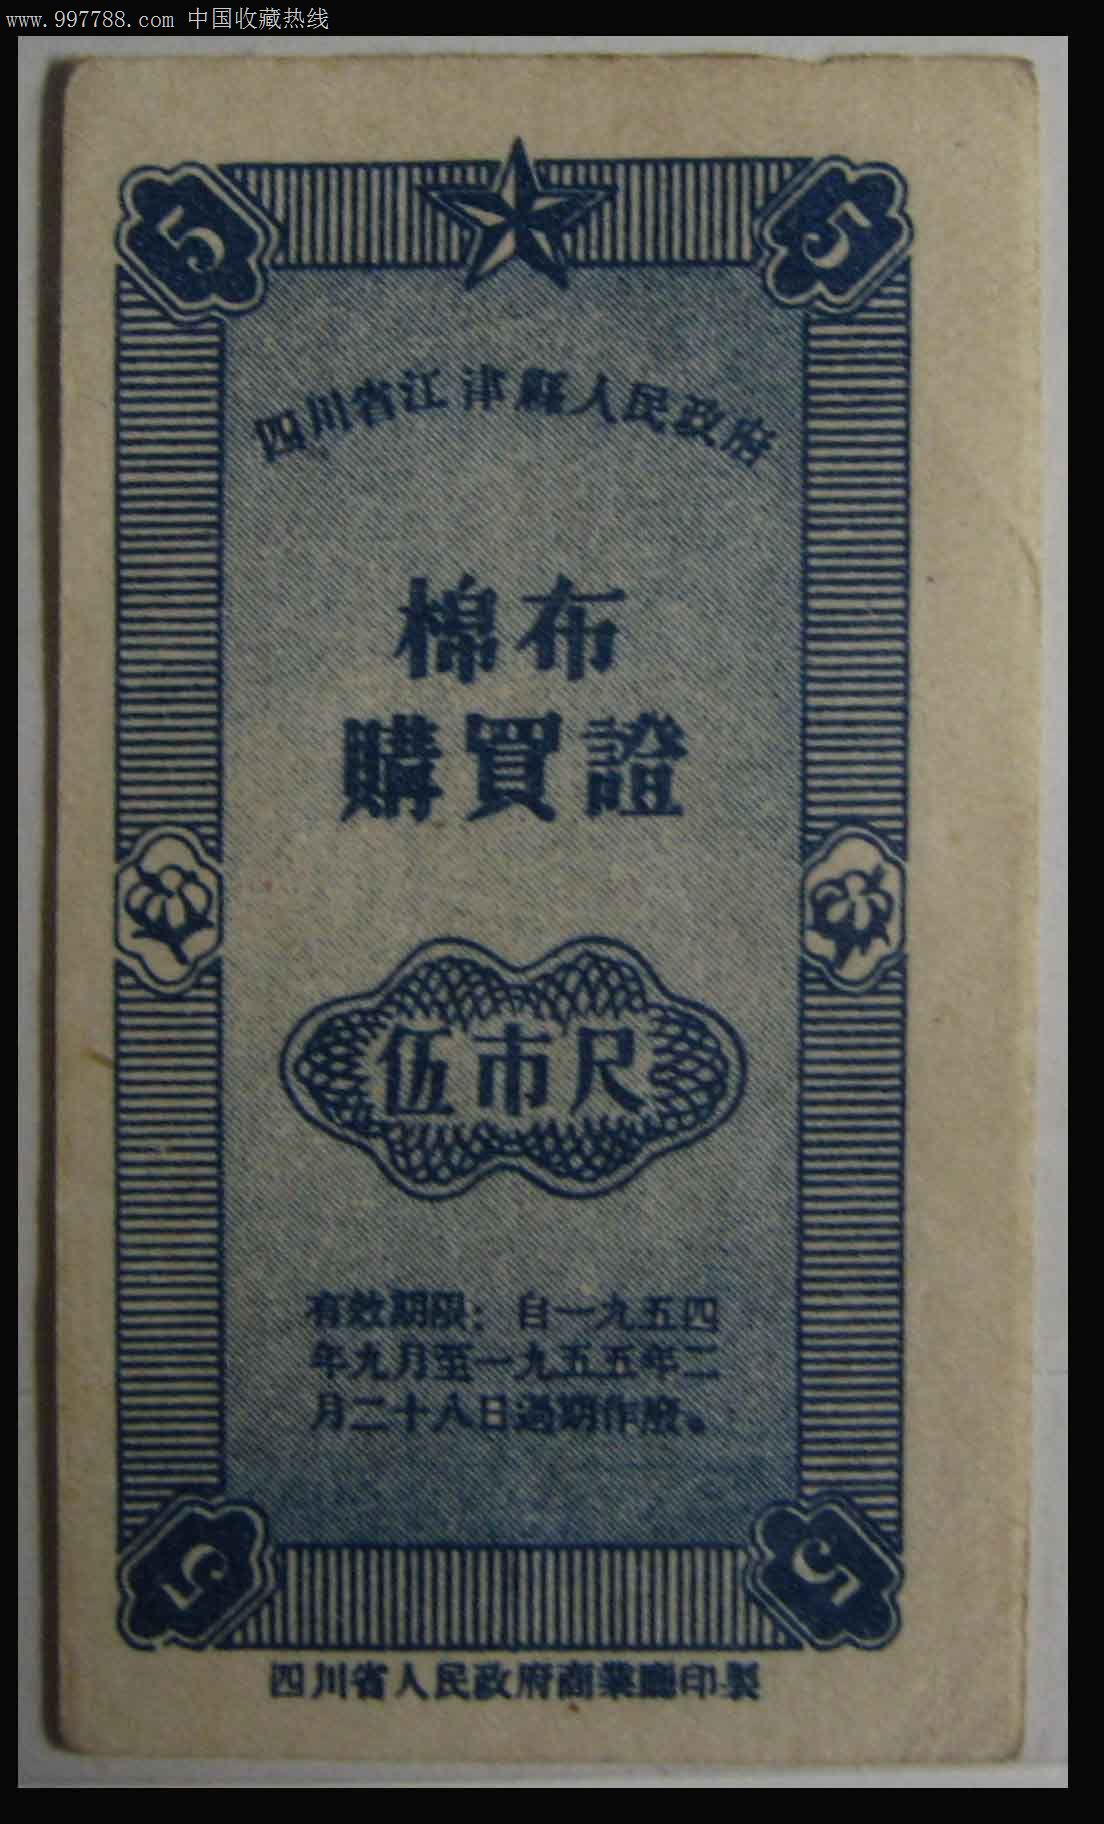 www.997788.com 中国收藏热线
5
5
四川省江津縣人民政府
棉布
購買證
伍市尺
有效期限：自一九五四
年九月至一九五五年二
月二十八日過期作廢。
5
5
四川省人民政府商業廳印製